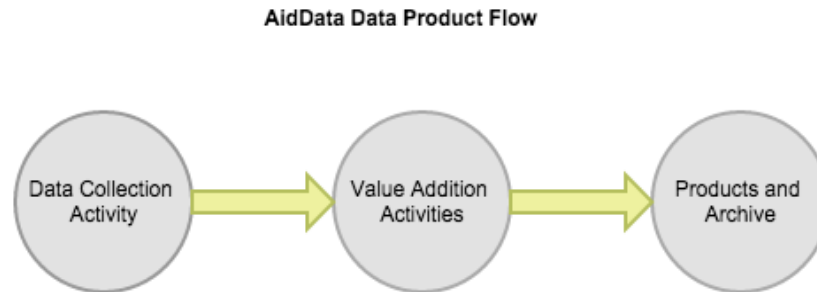 AidData Data Product Flow
Data Collection
Activity
Value Addition
Activities
Products and
Archive